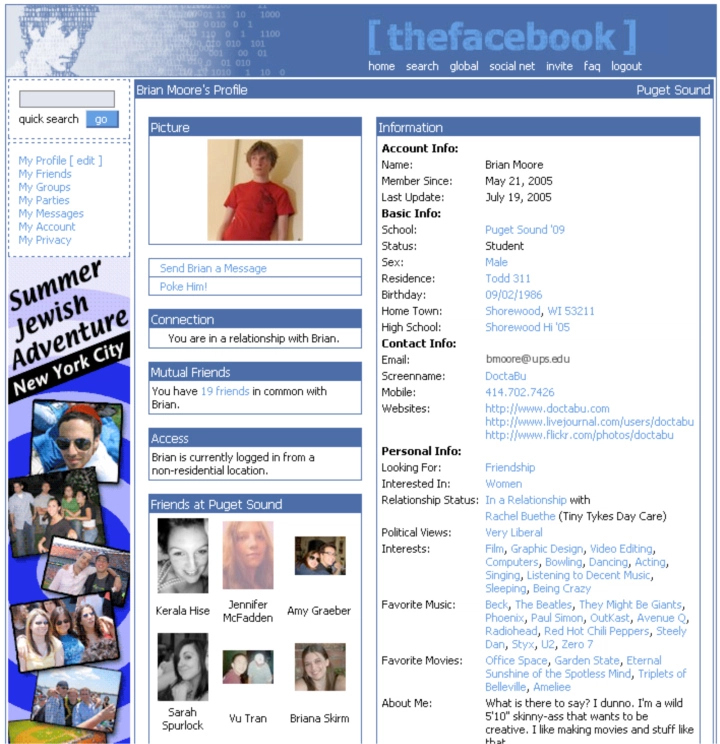 [ thefacebook ]
home search global social net invite faq logout
quick search go
My Profile [ edit ]
My Friends
My Groups
My Parties
My Messages
My Account
My Privacy
Summer
Jewish
Adventure
New York City
Brian Moore's Profile Puget Sound
Picture
Send Brian a Message
Poke Him!
Connection
You are in a relationship with Brian.
Mutual Friends
You have 19 friends in common with
Brian.
Access
Brian is currently logged in from a
non-residential location.
Friends at Puget Sound
Kerala Hise
Jennifer
McFadden
Amy Graeber
Sarah
Spurlock
Vu Tran
Briana Skirm
Information
Account Info:
Name: Brian Moore
Member Since: May 21, 2005
Last Update: July 19, 2005
Basic Info:
School: Puget Sound '09
Status: Student
Sex: Male
Residence: Todd 311
Birthday: 09/02/1986
Home Town: Shorewood, WI 53211
High School: Shorewood Hi '05
Contact Info:
Email: bmoore@ups.edu
Screenname: DoctaBu
Mobile: 414.702.7426
Websites: http://www.doctabu.com
http://www.livejournal.com/users/doctabu
http://www.flickr.com/photos/doctabu
Personal Info:
Looking For: Friendship
Interested In: Women
Relationship Status: In a Relationship with
Rachel Buethe (Tiny Tykes Day Care)
Political Views: Very Liberal
Interests: Film, Graphic Design, Video Editing,
Computers, Bowling, Dancing, Acting,
Singing, Listening to Decent Music,
Sleeping, Being Crazy
Favorite Music: Beck, The Beatles, They Might Be Giants,
Phoenix, Paul Simon, OutKast, Avenue Q,
Radiohead, Red Hot Chili Peppers, Steely
Dan, Styx, U2, Zero 7
Favorite Movies: Office Space, Garden State, Eternal
Sunshine of the Spotless Mind, Triplets of
Belleville, Ameliee
About Me: What is there to say? I dunno. I'm a wild
5'10" skinny-ass that wants to be
creative. I like making movies and stuff like
that